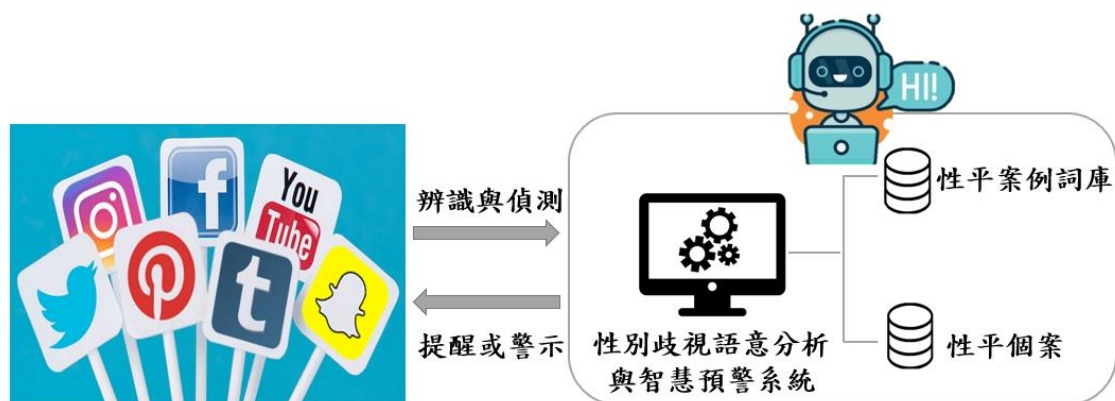 HI!
You
Tube
f
t
辨識與偵測
提醒或警示
性別歧視語意分析
與智慧預警系統
性平案例詞庫
性平個案